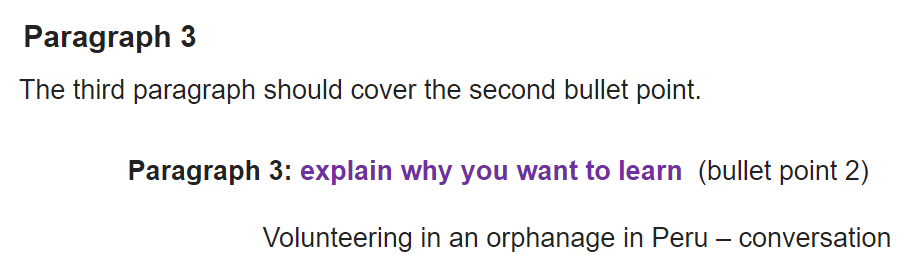 Paragraph 3
The third paragraph should cover the second bullet point.
Paragraph 3: explain why you want to learn (bullet point 2)
Volunteering in an orphanage in Peru – conversation